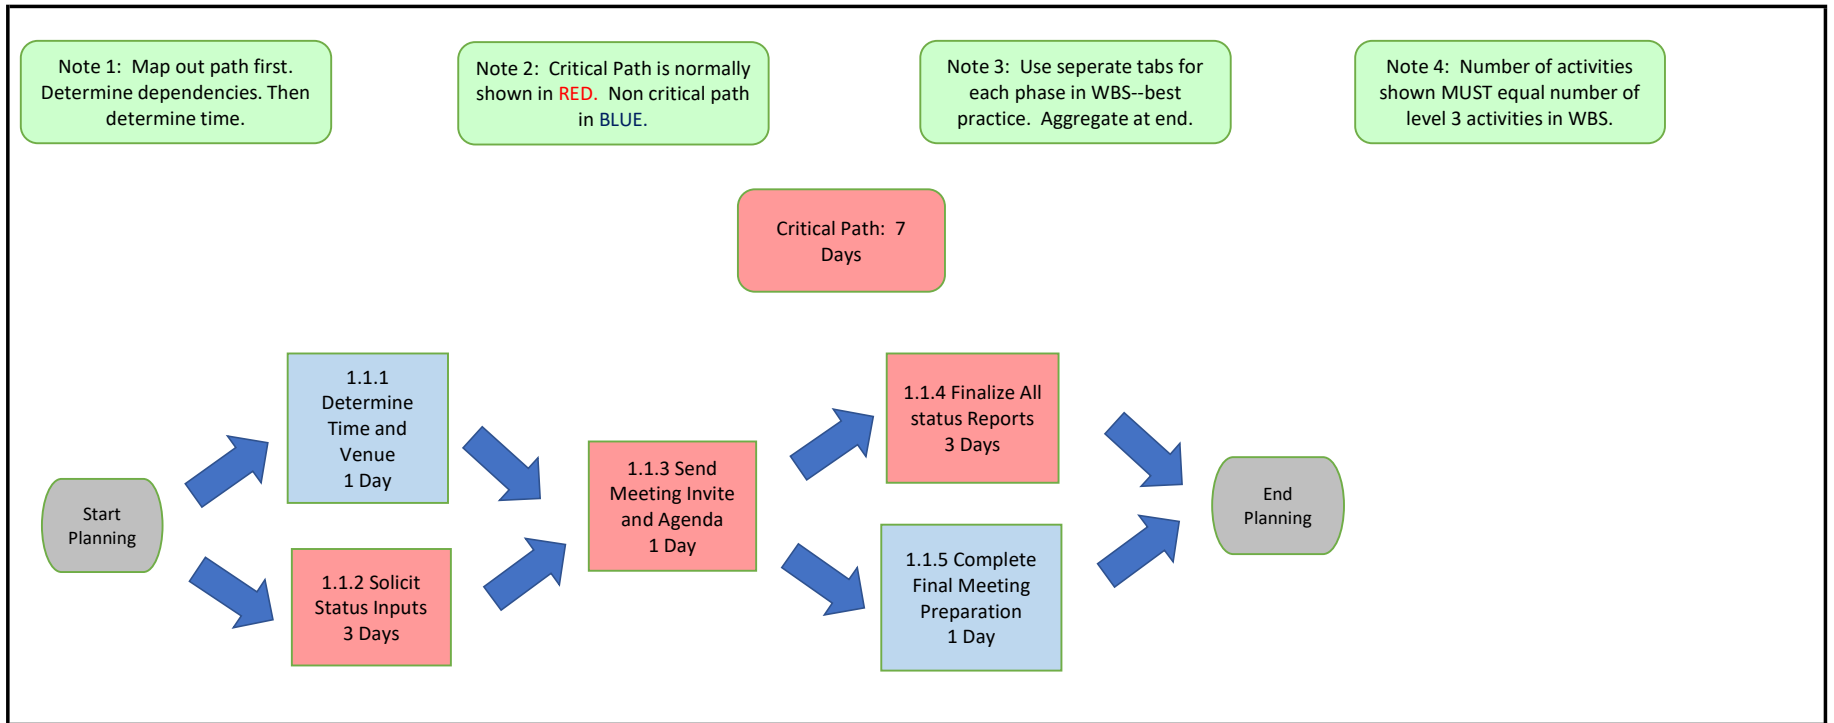 Note 1:  Map out path first.
Determine dependencies. Then
determine time.
Note 2:  Critical Path is normally
shown in RED.  Non critical path
in BLUE.
Note 3:  Use seperate tabs for
each phase in WBS--best
practice.  Aggregate at end.
Note 4:  Number of activities
shown MUST equal number of
level 3 activities in WBS.
Critical Path:  7
Days
Start
Planning
1.1.1
Determine
Time and
Venue
1 Day
1.1.2 Solicit
Status Inputs
3 Days
1.1.3 Send
Meeting Invite
and Agenda
1 Day
1.1.4 Finalize All
status Reports
3 Days
1.1.5 Complete
Final Meeting
Preparation
1 Day
End
Planning